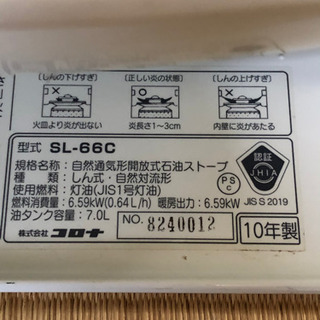 [しんの下げすぎ] [正しい炎の状態] [しんの上げすぎ]
火皿より炎が出ない 炎長さ1~3cm 内屋に炎があたる
型式 SL-66C
規格名称：自然通気形開放式石油ストーブ
種 類：しん式・自然対流形
使用燃料：灯油(JIS1号灯油)
燃料消費量：6.59kW(0.64L/h) 暖房出力：6.59kW
油タンク容量：7.0L
NO. 8240012
株式会社コロナ
10年製
PSC
認証
JHIA
JIS S 2019